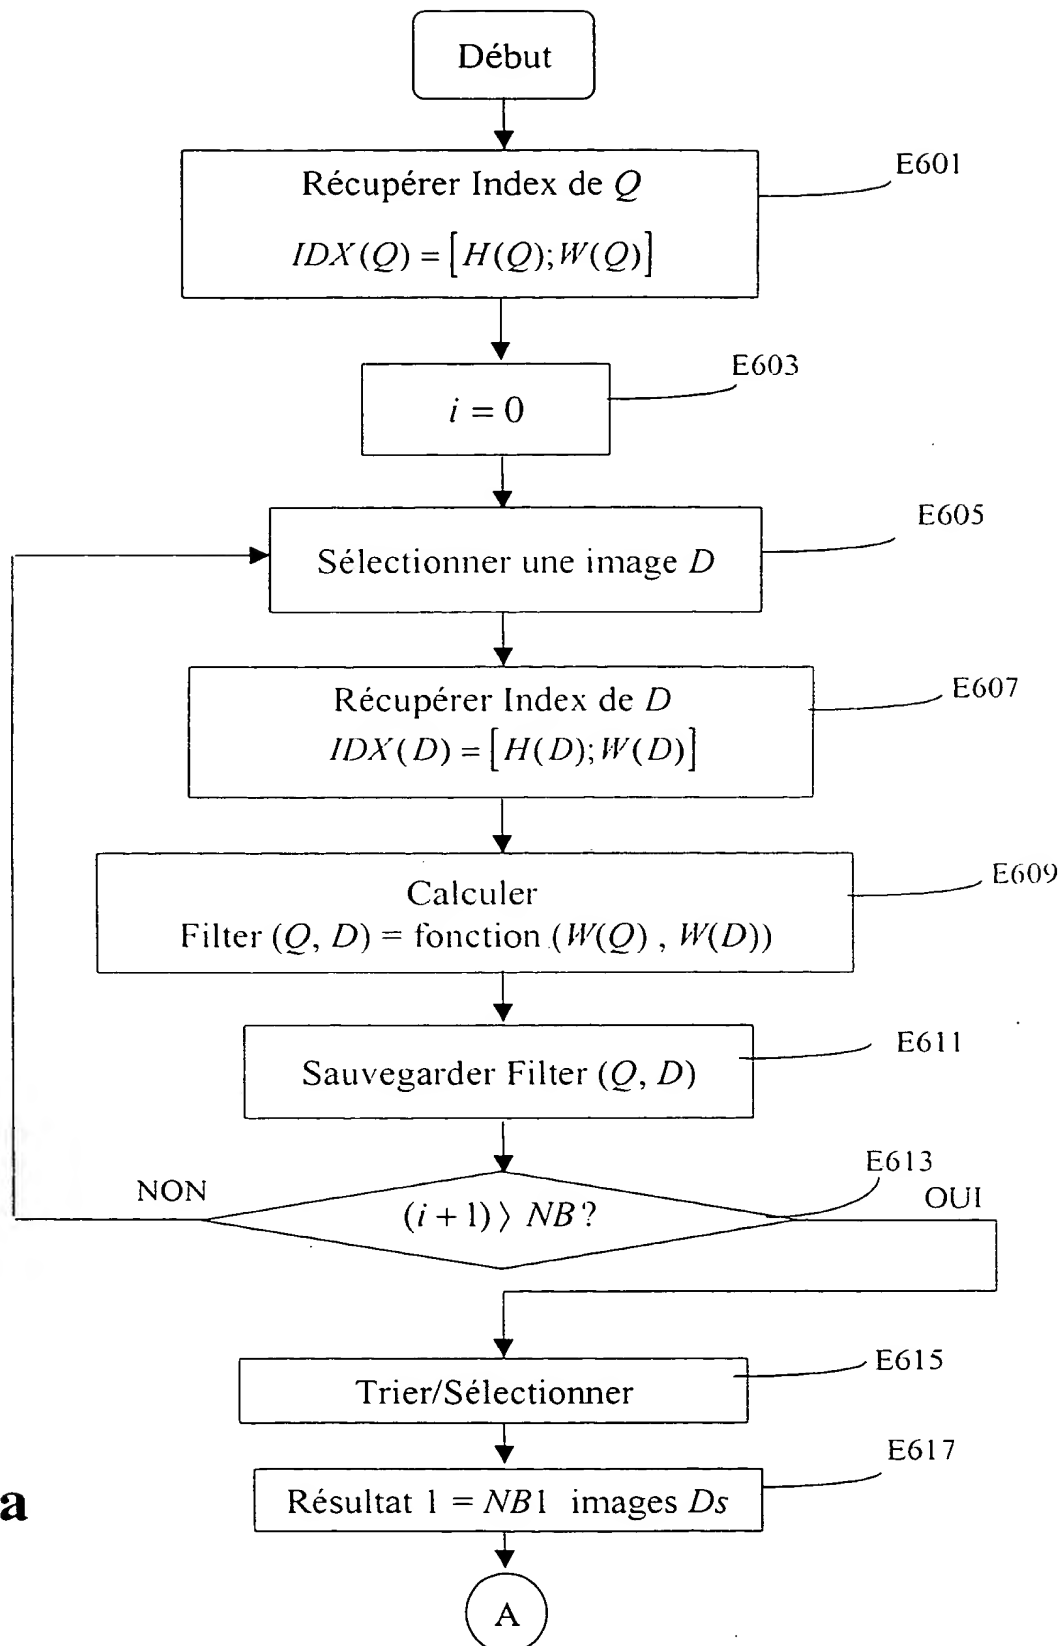 Début
Récupérer Index de Q
IDX(Q) = [H(Q);W(Q)]
E601
i = 0
E603
Sélectionner une image D
E605
Récupérer Index de D
IDX(D) = [H(D);W(D)]
E607
Calculer
Filter (Q, D) = fonction (W(Q) , W(D))
E609
Sauvegarder Filter (Q, D)
E611
NON
(i + 1) ⟩ NB ?
E613
OUI
Trier/Sélectionner
E615
Résultat 1 = NB1 images Ds
E617
a
A